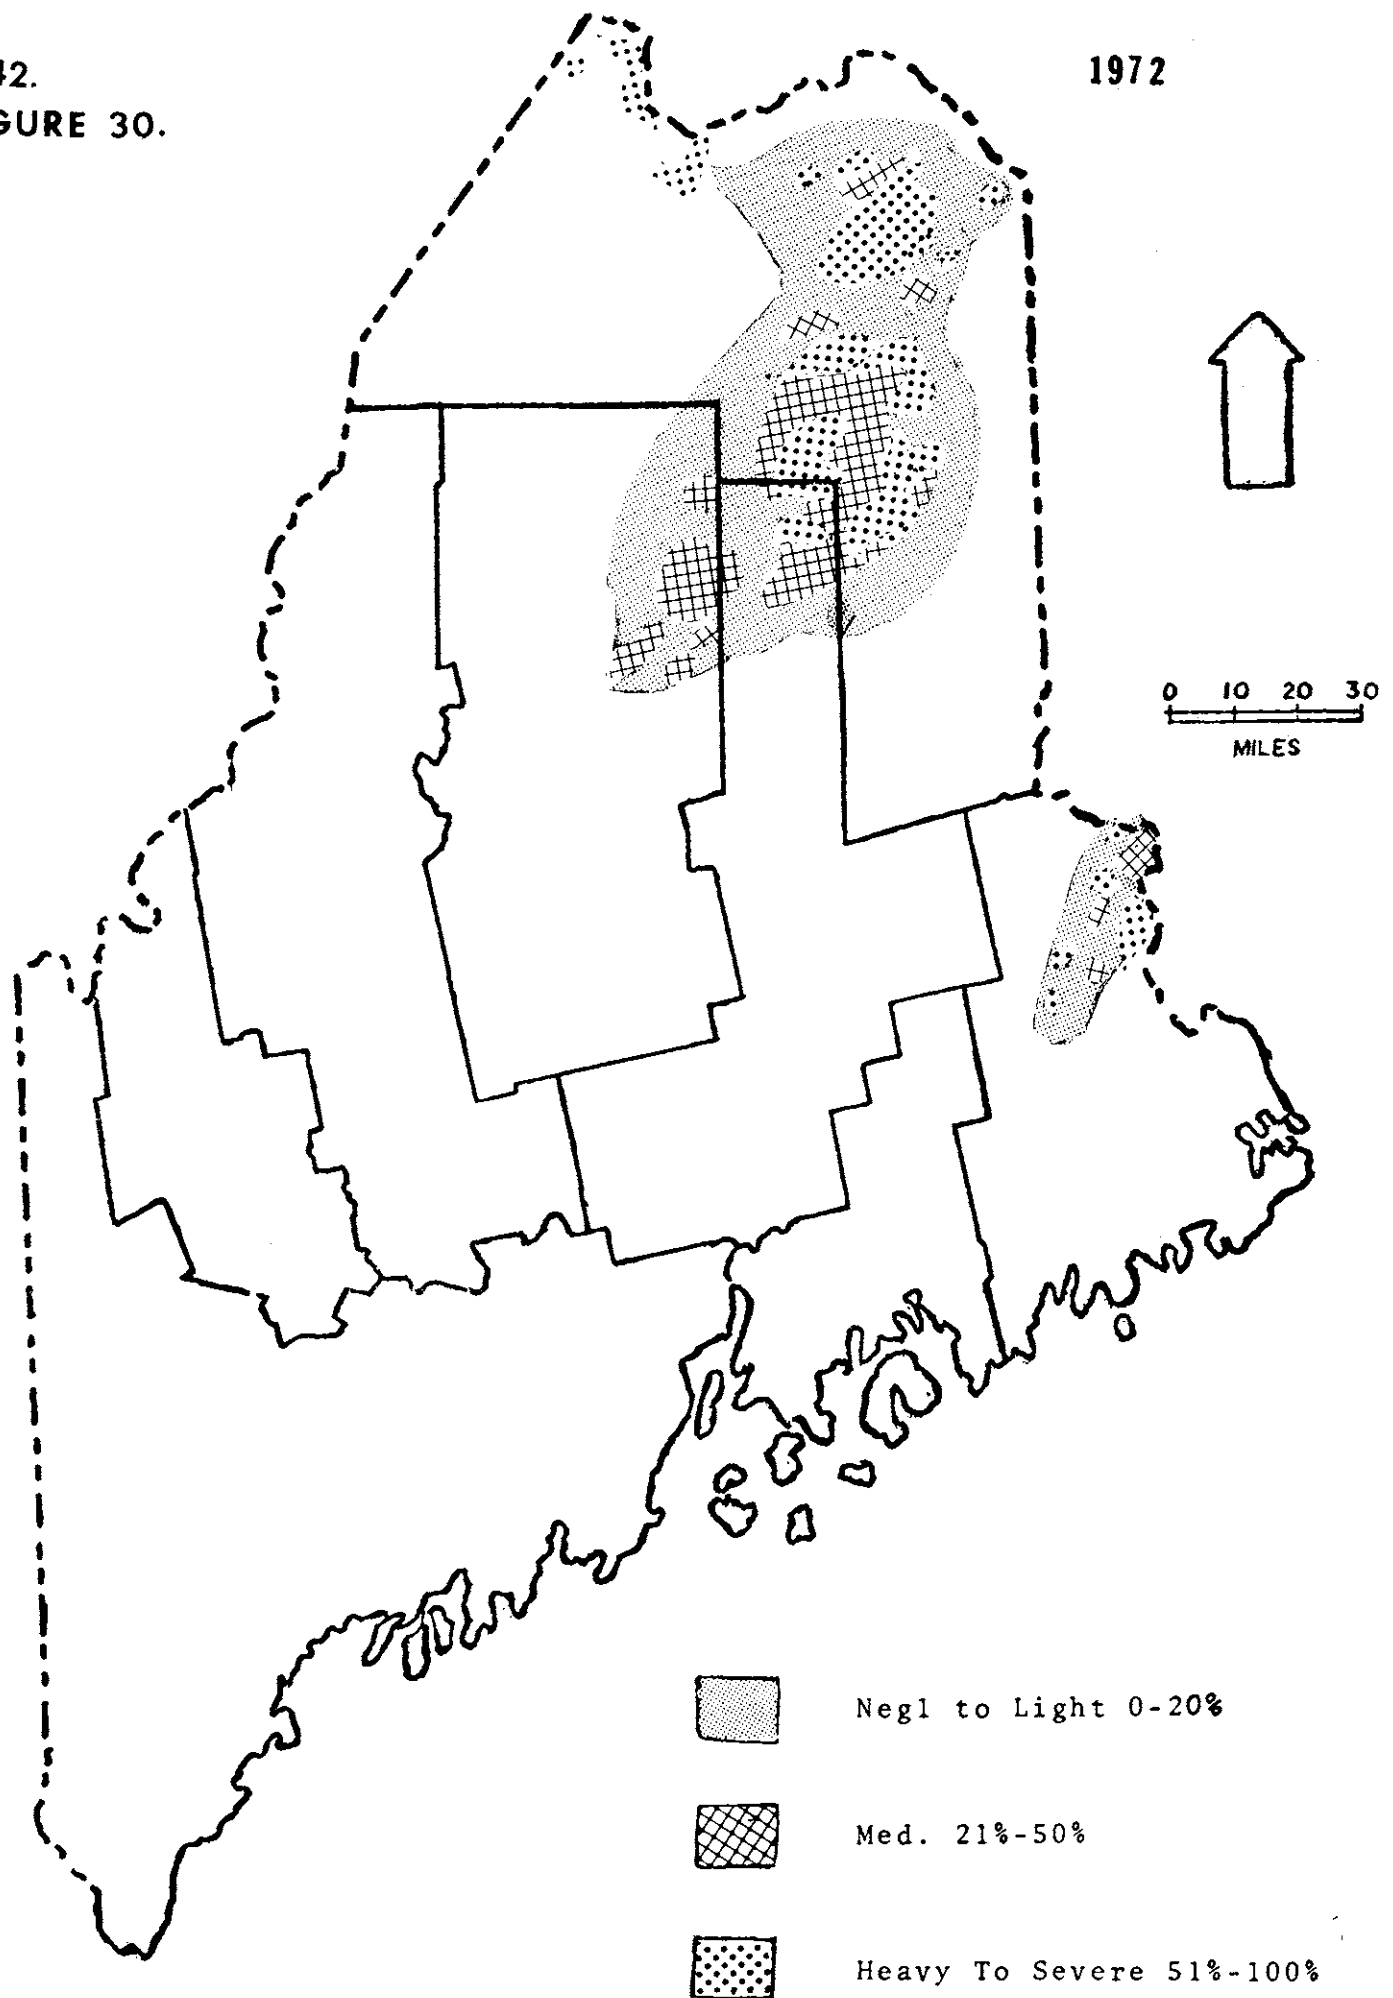 42.
GURE 30.
1972
0 10 20 30
MILES
Negl to Light 0-20%
Med. 21%-50%
Heavy To Severe 51%-100%